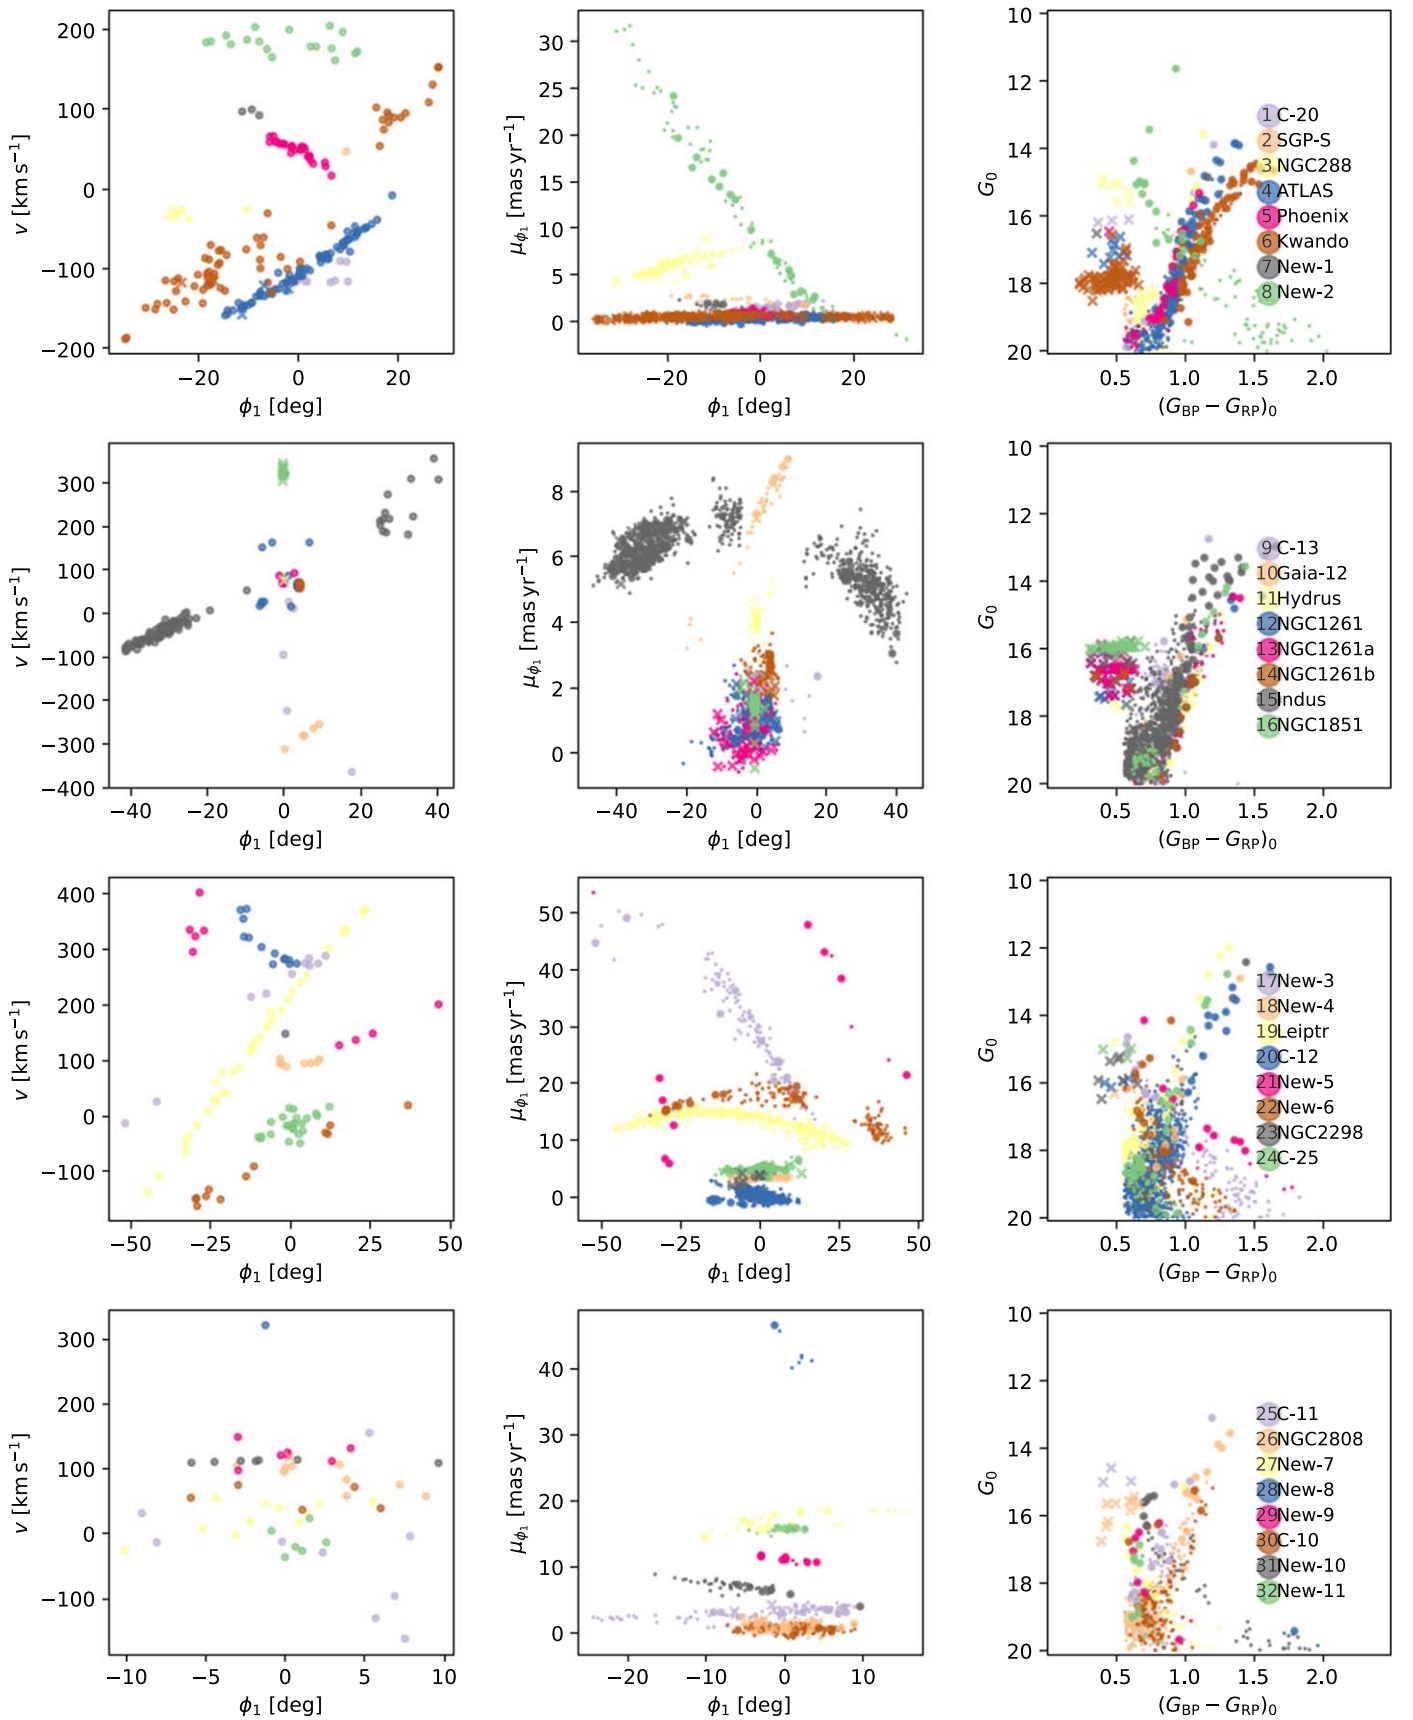 200
100
0
−100
−200
v [km s⁻¹]
−20
0
20
ϕ₁ [deg]
30
25
20
15
10
5
0
μϕ₁ [mas yr⁻¹]
−20
0
20
ϕ₁ [deg]
10
12
14
16
18
20
G₀
0.5
1.0
1.5
2.0
(G_BP − G_RP)₀
1 C-20
2 SGP-S
3 NGC288
4 ATLAS
5 Phoenix
6 Kwando
7 New-1
8 New-2
300
200
100
0
−100
−200
−300
−400
v [km s⁻¹]
−40
−20
0
20
40
ϕ₁ [deg]
8
6
4
2
0
μϕ₁ [mas yr⁻¹]
−40
−20
0
20
40
ϕ₁ [deg]
10
12
14
16
18
20
G₀
0.5
1.0
1.5
2.0
(G_BP − G_RP)₀
9 C-13
10 Gaia-12
11 Hydrus
12 NGC1261
13 NGC1261a
14 NGC1261b
15 Indus
16 NGC1851
400
300
200
100
0
−100
v [km s⁻¹]
−50
−25
0
25
50
ϕ₁ [deg]
50
40
30
20
10
0
μϕ₁ [mas yr⁻¹]
−50
−25
0
25
50
ϕ₁ [deg]
10
12
14
16
18
20
G₀
0.5
1.0
1.5
2.0
(G_BP − G_RP)₀
17 New-3
18 New-4
19 Leiptr
20 C-12
21 New-5
22 New-6
23 NGC2298
24 C-25
300
200
100
0
−100
v [km s⁻¹]
−10
−5
0
5
10
ϕ₁ [deg]
40
30
20
10
0
μϕ₁ [mas yr⁻¹]
−20
−10
0
10
ϕ₁ [deg]
10
12
14
16
18
20
G₀
0.5
1.0
1.5
2.0
(G_BP − G_RP)₀
25 C-11
26 NGC2808
27 New-7
28 New-8
29 New-9
30 C-10
31 New-10
32 New-11